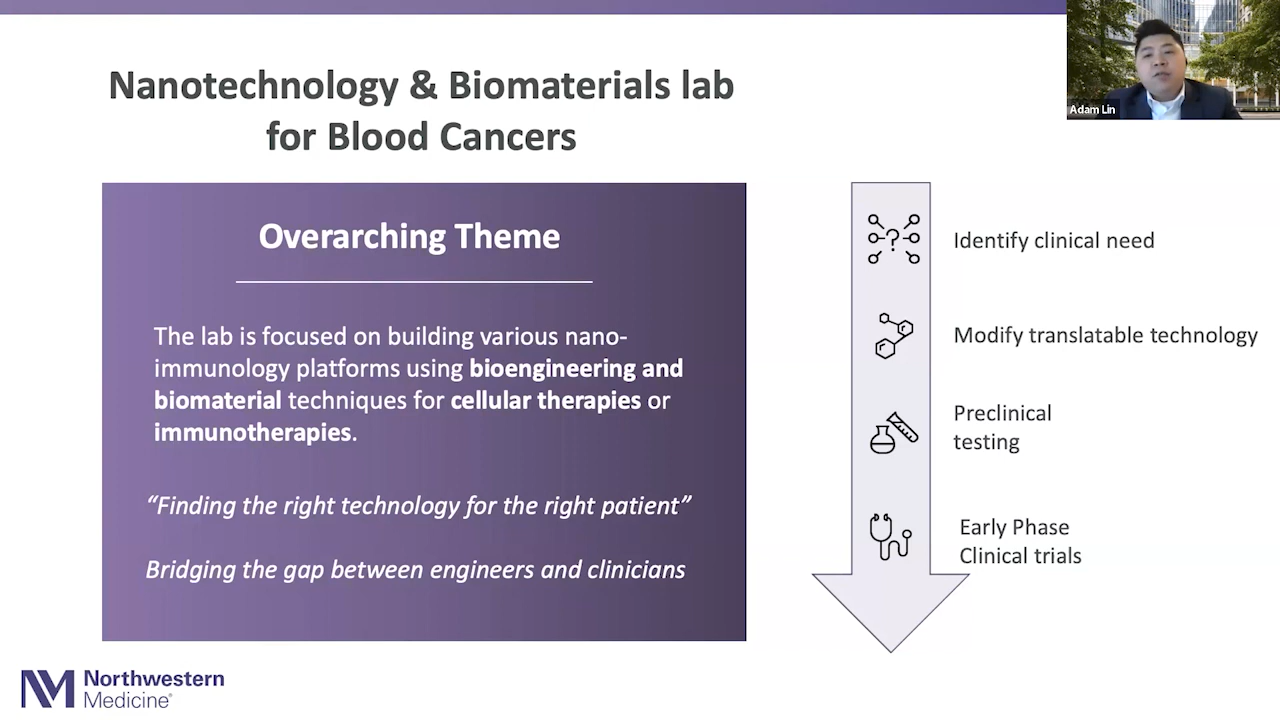 Nanotechnology & Biomaterials lab
for Blood Cancers
Adam Lin
Overarching Theme
The lab is focused on building various nano-
immunology platforms using bioengineering and
biomaterial techniques for cellular therapies or
immunotherapies.
“Finding the right technology for the right patient”
Bridging the gap between engineers and clinicians
?
Identify clinical need
Modify translatable technology
Preclinical
testing
Early Phase
Clinical trials
NM Northwestern
Medicine®